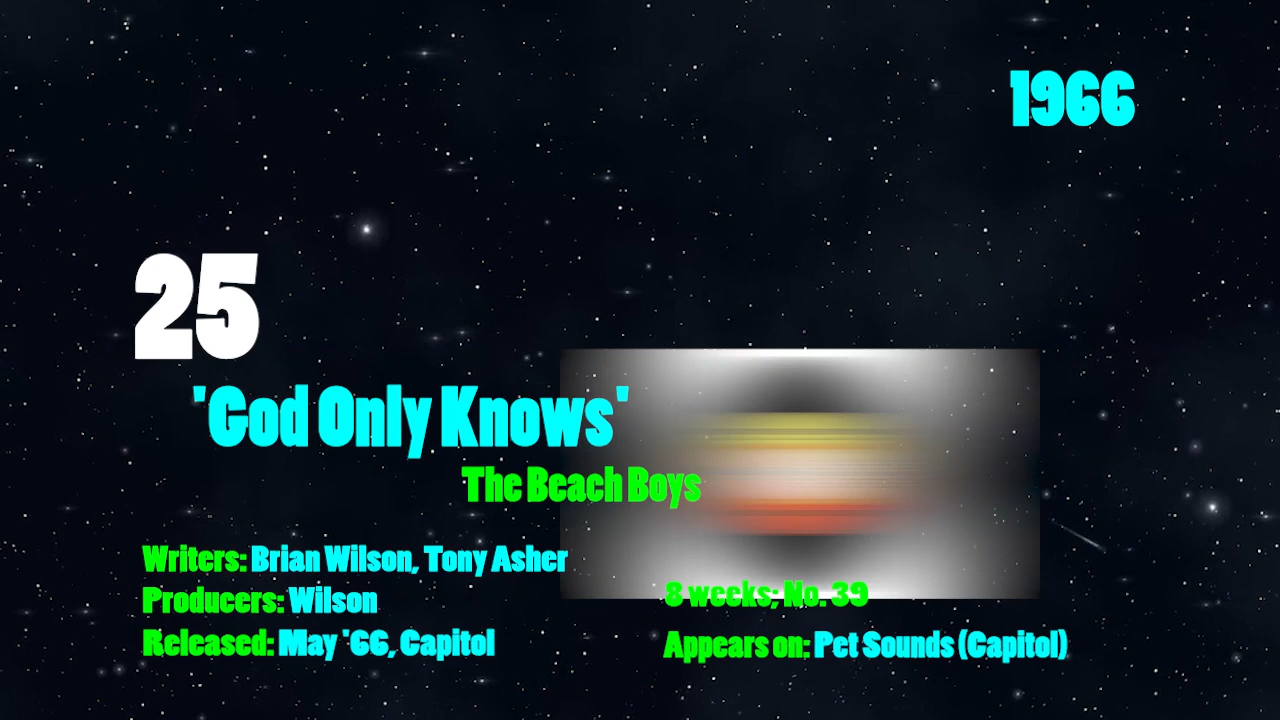 1966
25
'God Only Knows'
The Beach Boys
Writers: Brian Wilson, Tony Asher
Producers: Wilson
8 weeks; No. 39
Released: May '66, Capitol
Appears on: Pet Sounds (Capitol)